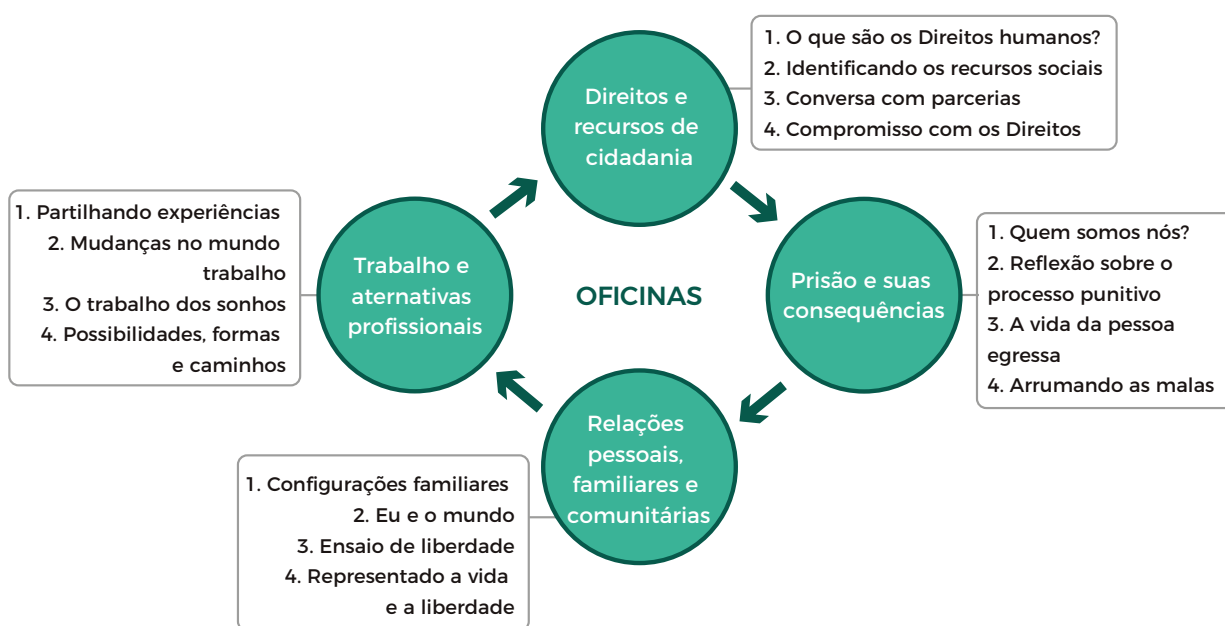 Direitos e
recursos de
cidadania
1. O que são os Direitos humanos?
2. Identificando os recursos sociais
3. Conversa com parcerias
4. Compromisso com os Direitos
Prisão e suas
consequências
1. Quem somos nós?
2. Reflexão sobre o
processo punitivo
3. A vida da pessoa
egressa
4. Arrumando as malas
OFICINAS
Relações
pessoais,
familiares e
comunitárias
1. Configurações familiares
2. Eu e o mundo
3. Ensaio de liberdade
4. Representado a vida
e a liberdade
Trabalho e
aternativas
profissionais
1. Partilhando experiências
2. Mudanças no mundo
trabalho
3. O trabalho dos sonhos
4. Possibilidades, formas
e caminhos